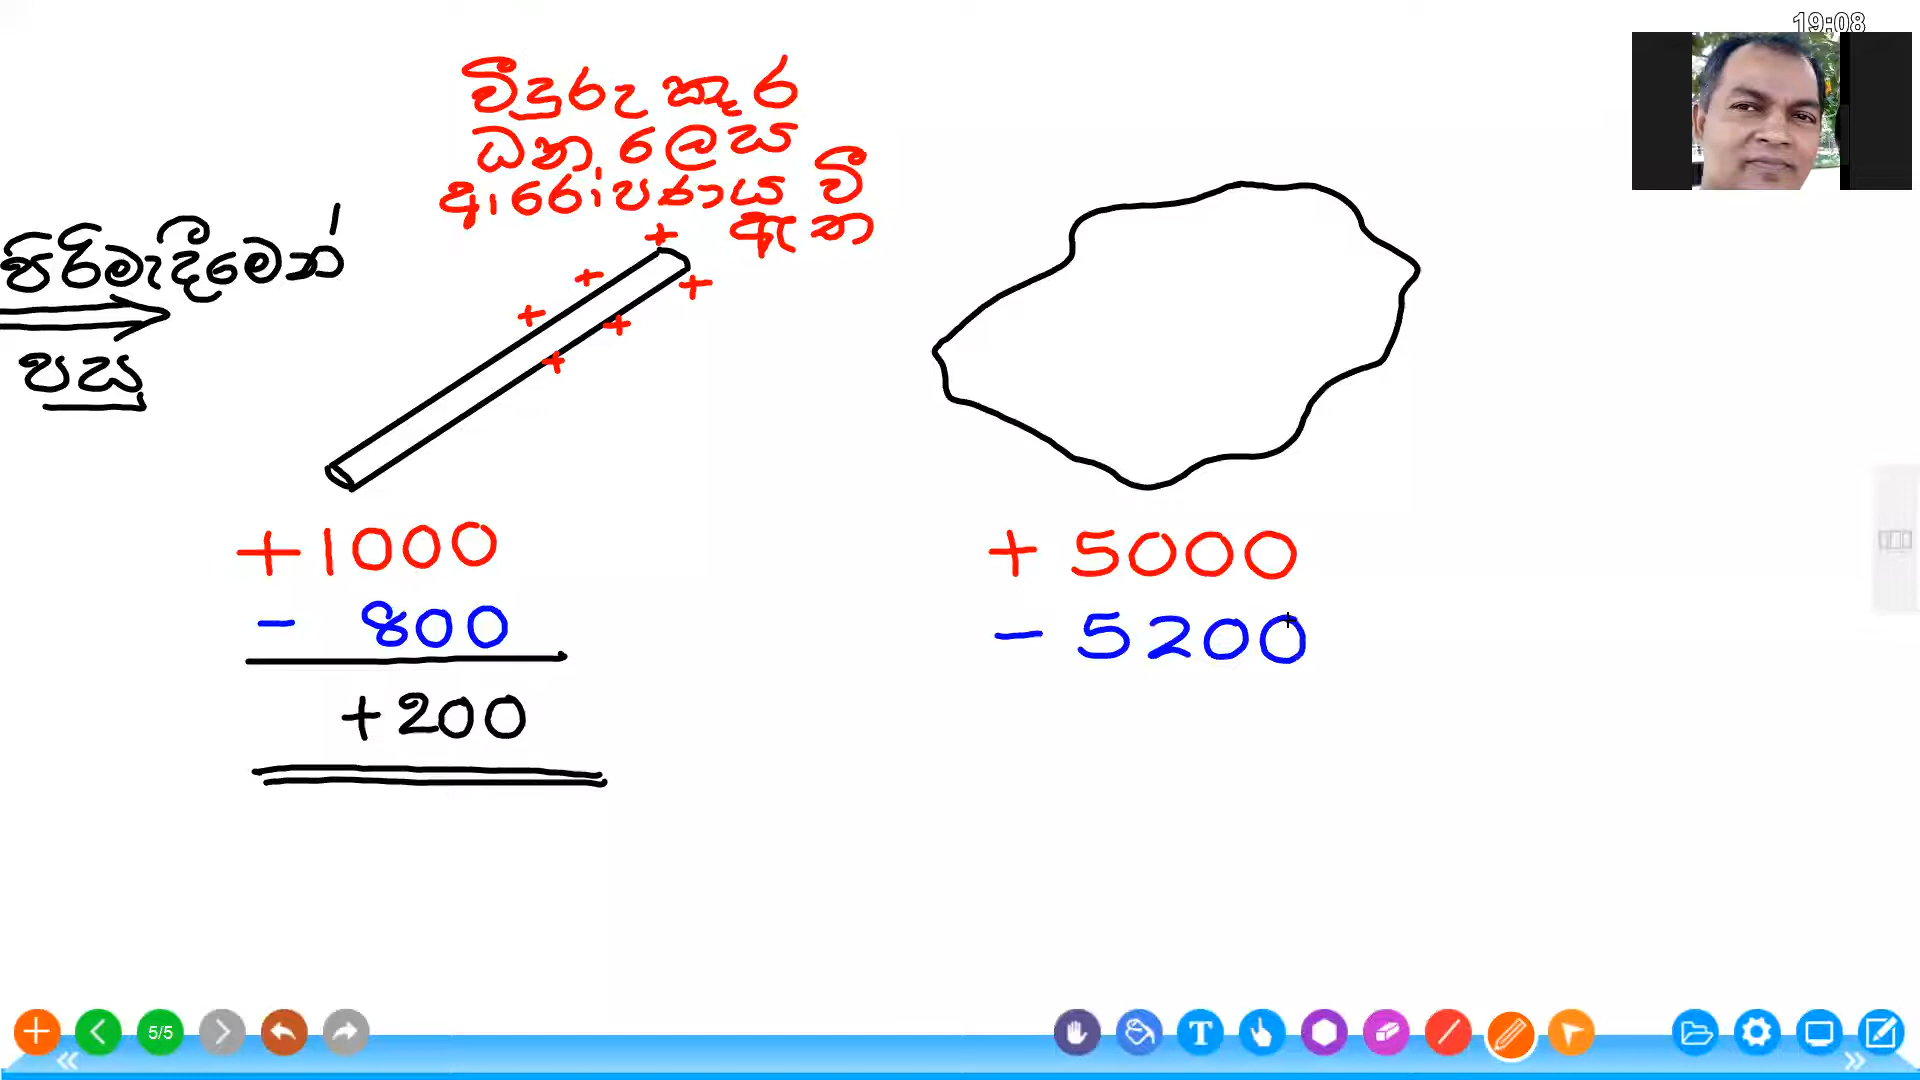 19:08
වීදුරු කූර
ධන ලෙස
ආරෝපණය වී
ඇත
පිරිමැදීමෙන්
පසු
+1000
- 800
+200
+ 5000
- 5200
5/5
T